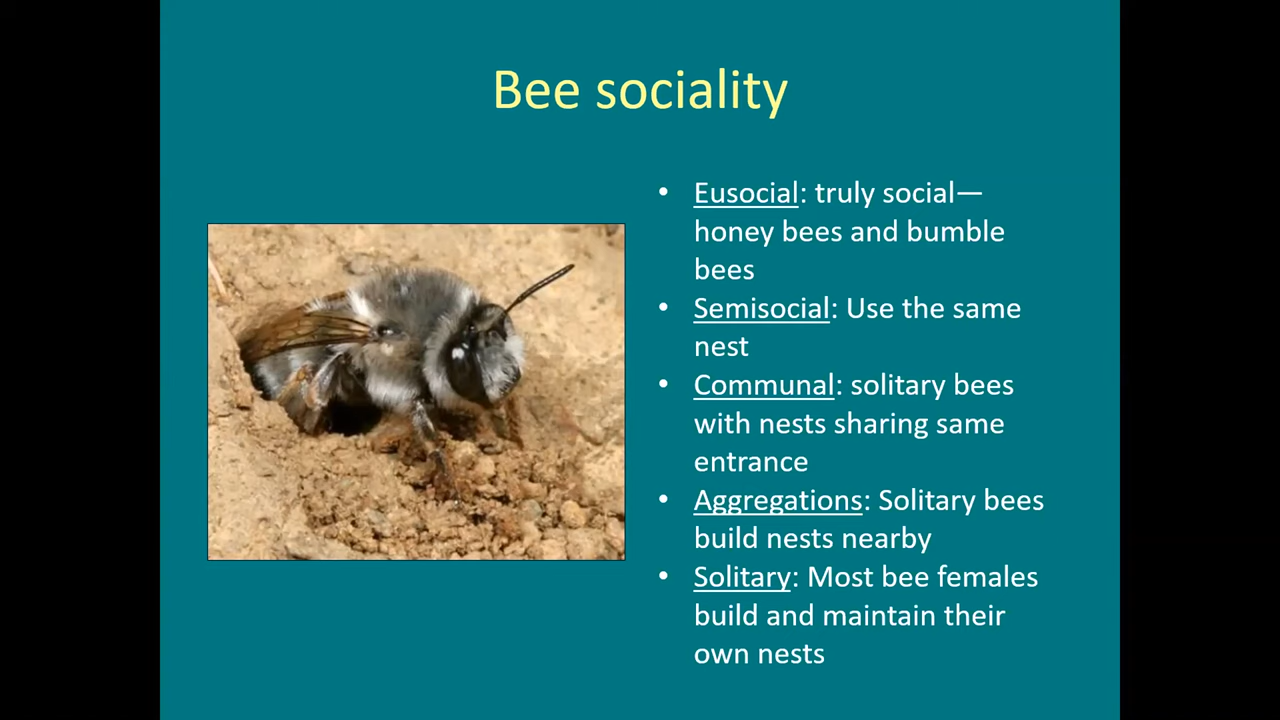 Bee sociality
• Eusocial: truly social—
honey bees and bumble
bees
• Semisocial: Use the same
nest
• Communal: solitary bees
with nests sharing same
entrance
• Aggregations: Solitary bees
build nests nearby
• Solitary: Most bee females
build and maintain their
own nests